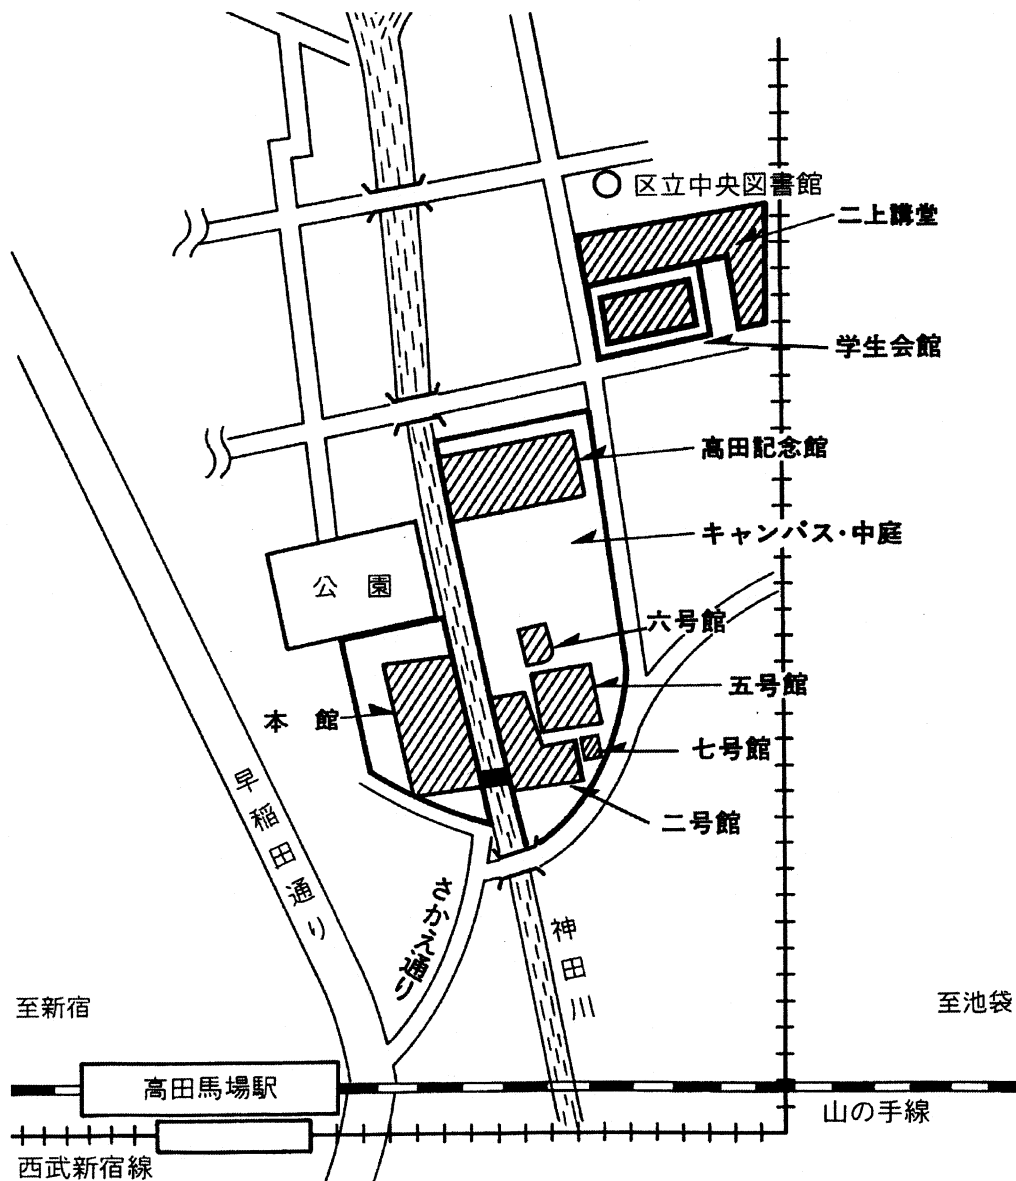 区立中央図書館
二上講堂
学生会館
高田記念館
キャンパス・中庭
公園
六号館
五号館
本館
七号館
二号館
早稲田通り
さかえ通り
神田川
至新宿
至池袋
高田馬場駅
山の手線
西武新宿線